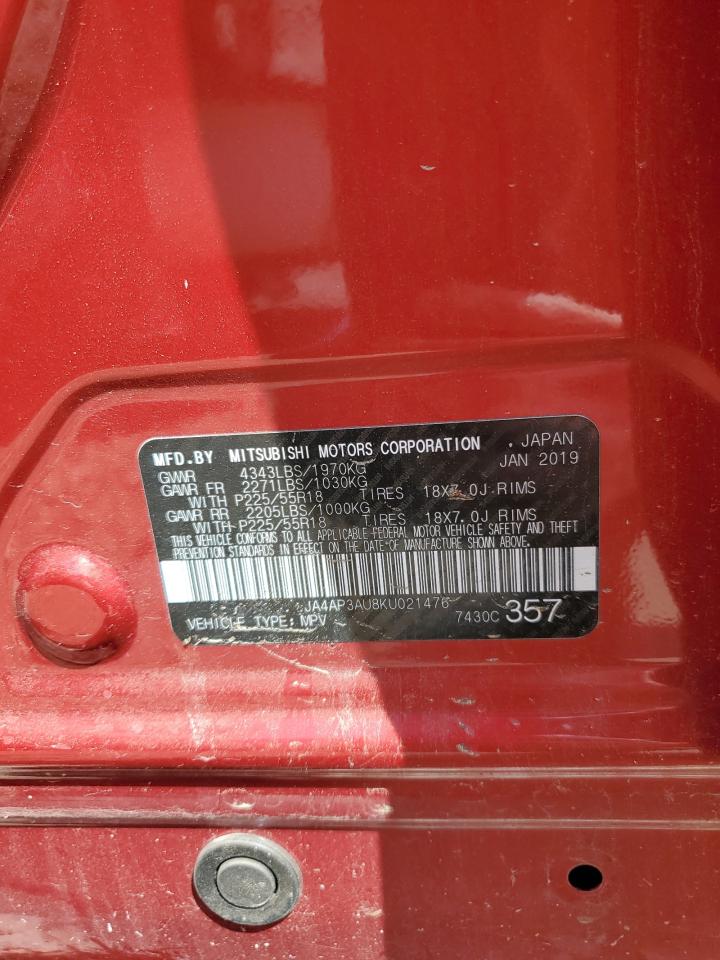 MFD.BY MITSUBISHI MOTORS CORPORATION . JAPAN
GVWR 4343LBS/1970KG JAN 2019
GAWR FR 2271LBS/1030KG
WITH P225/55R18 TIRES 18X7.0J RIMS
GAWR RR 2205LBS/1000KG
WITH P225/55R18 TIRES 18X7.0J RIMS
THIS VEHICLE CONFORMS TO ALL APPLICABLE FEDERAL MOTOR VEHICLE SAFETY AND THEFT
PREVENTION STANDARDS IN EFFECT ON THE DATE OF MANUFACTURE SHOWN ABOVE.
JA4AP3AU8KU021476
VEHICLE TYPE: MPV 7430C 357